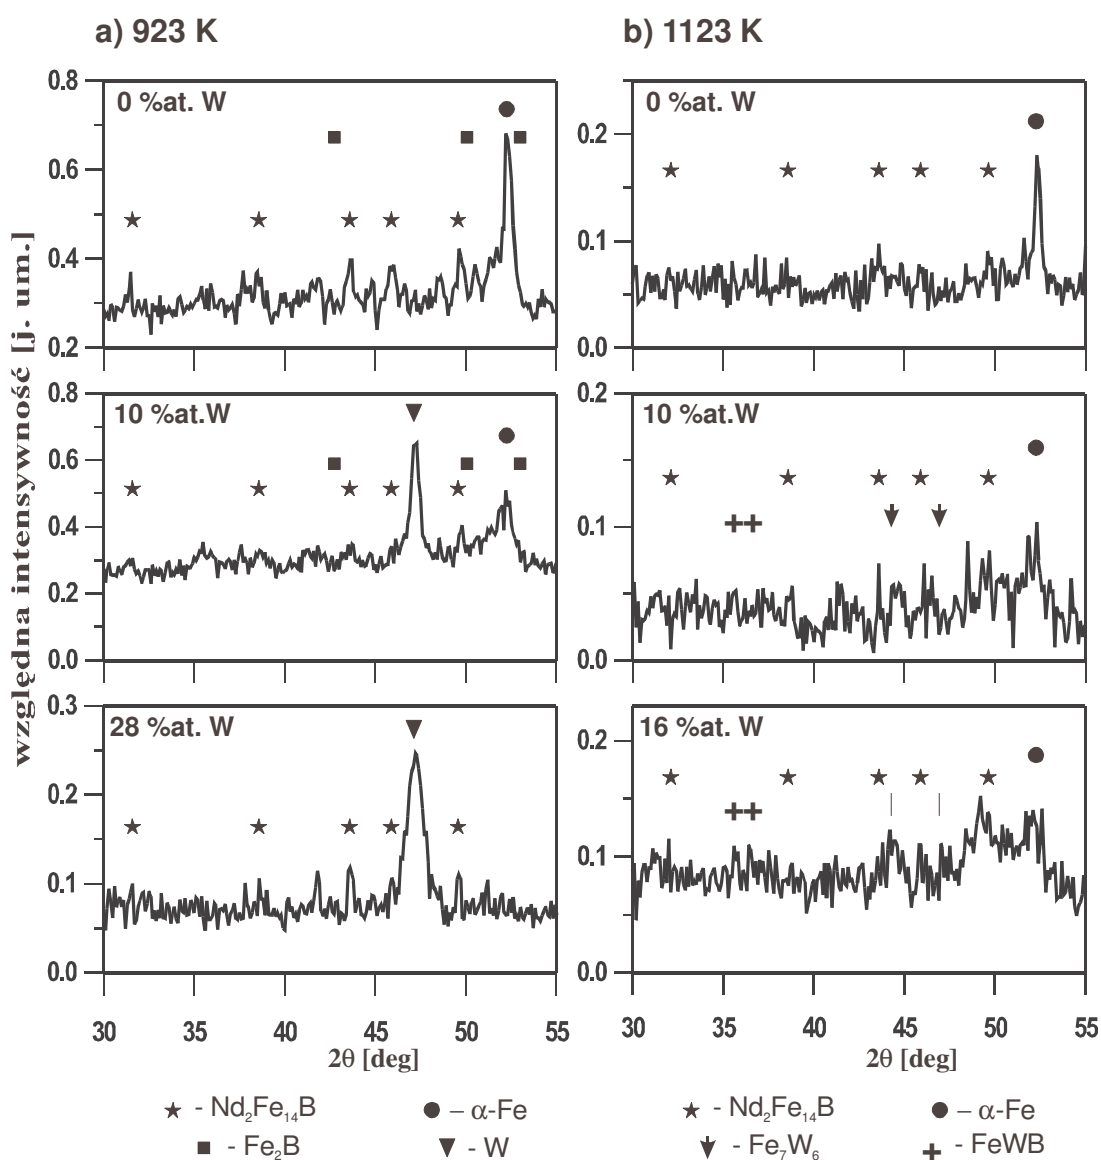 a) 923 K
b) 1123 K
względna intensywność [j. um.]
0.8
0 %at. W
0.6
0.4
0.2
0.8
10 %at.W
0.6
0.4
0.2
0.0
0.3
28 %at. W
0.2
0.1
0.0
30 35 40 45 50 55
2θ [deg]
0 %at. W
0.2
0.1
0.0
0.2
10 %at.W
0.1
0.0
16 %at. W
0.2
0.1
0.0
30 35 40 45 50 55
2θ [deg]
- Nd₂Fe₁₄B – α-Fe
- Fe₂B - W
- Nd₂Fe₁₄B – α-Fe
- Fe₇W₆ - FeWB